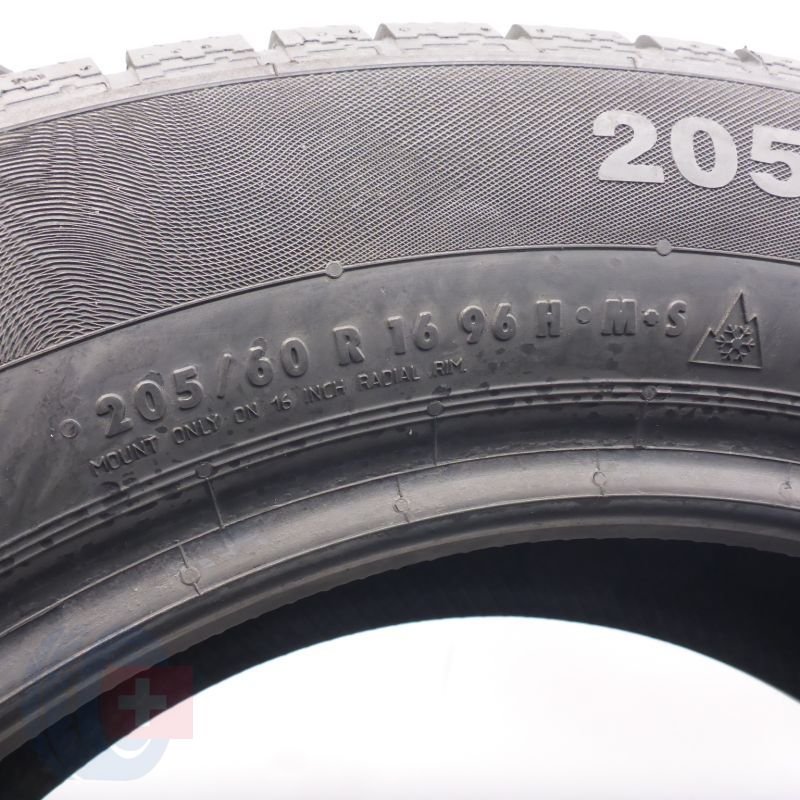 205
• 205/60 R 16 96 H • M+S
MOUNT ONLY ON 16 INCH RADIAL RIM.